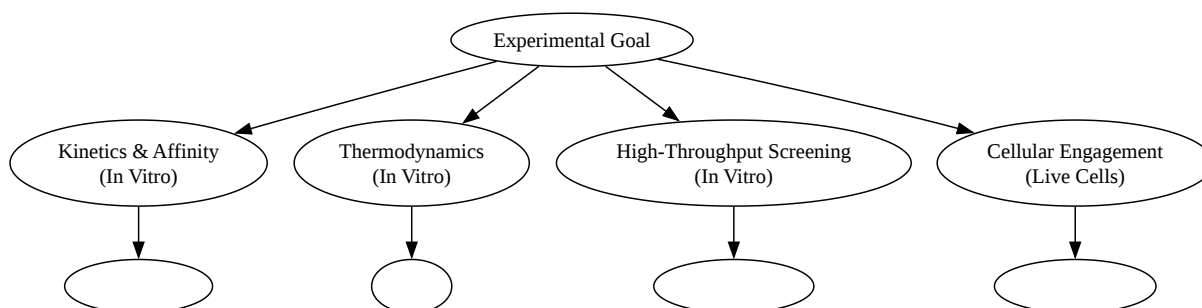 Experimental Goal
Kinetics & Affinity
(In Vitro)
Thermodynamics
(In Vitro)
High-Throughput Screening
(In Vitro)
Cellular Engagement
(Live Cells)